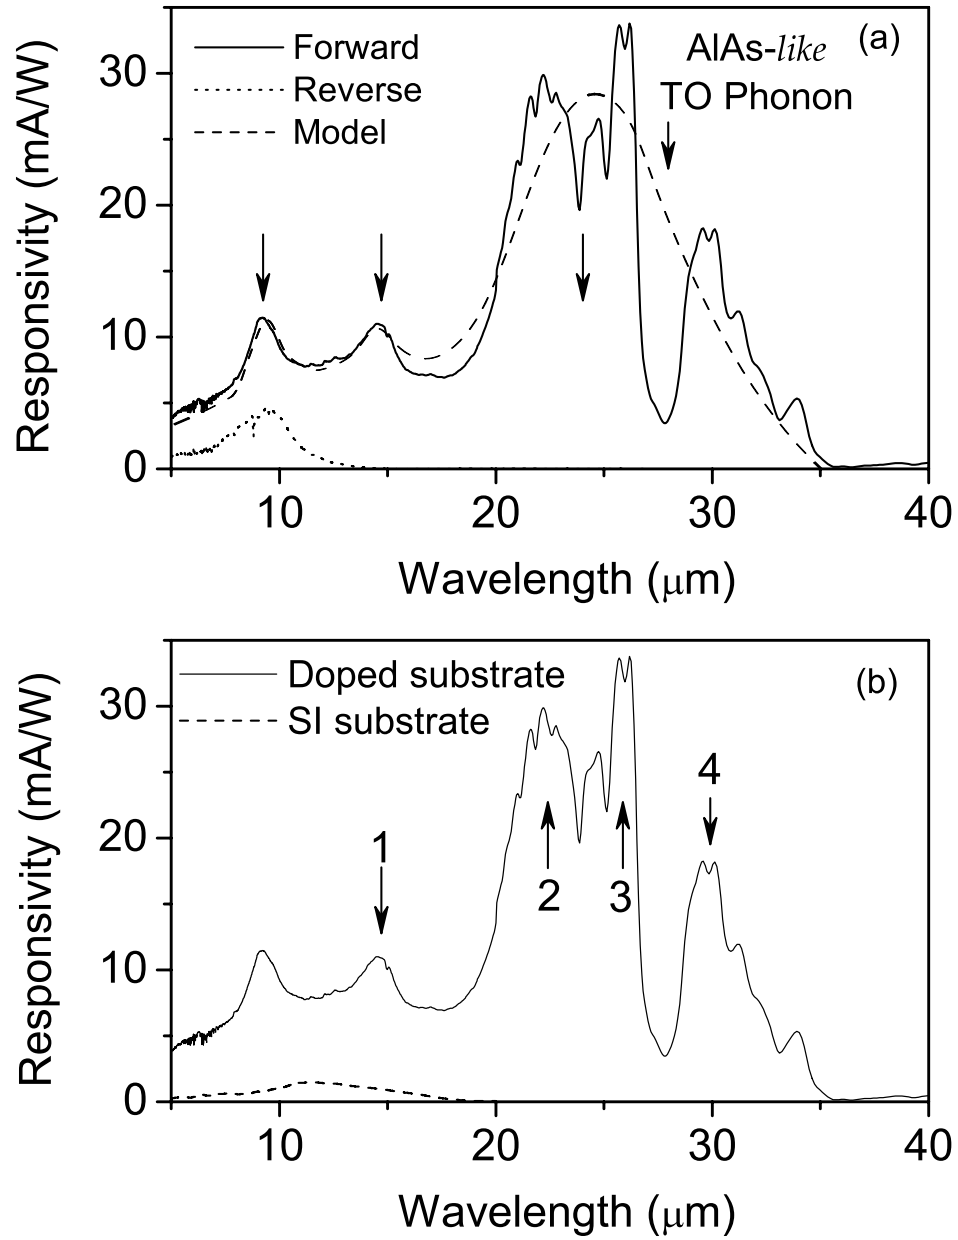 Forward
Reverse
Model
AlAs-like
TO Phonon
(a)
Responsivity (mA/W)
30
20
10
0
10
20
30
40
Wavelength (μm)
Doped substrate
SI substrate
(b)
1
2
3
4
Responsivity (mA/W)
30
20
10
0
10
20
30
40
Wavelength (μm)